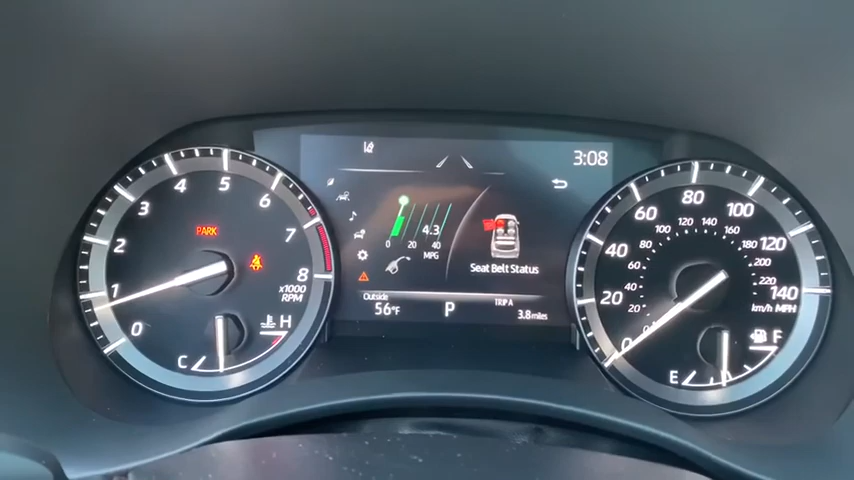 0
1
2
3
4
5
6
7
8
x1000
RPM
PARK
C
H
3:08
0
20
40
4.3
MPG
Seat Belt Status
Outside
56°F
P
TRIP A
3.8 miles
0
20
40
60
80
100
120
140
km/h MPH
20
40
60
80
100
120
140
160
180
200
220
E
F